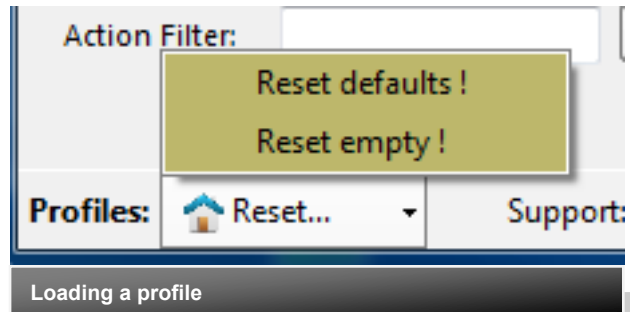 Action Filter:
Reset defaults !
Reset empty !
Profiles: Reset... Support:
Loading a profile